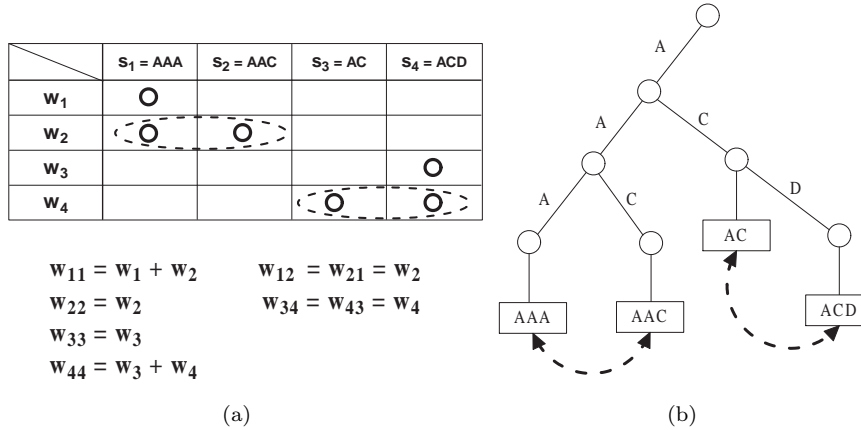 S1 = AAA S2 = AAC S3 = AC S4 = ACD
w1
w2
w3
w4
w11 = w1 + w2 w12 = w21 = w2
w22 = w2 w34 = w43 = w4
w33 = w3
w44 = w3 + w4
(a)
A
A C
A C D
AC
AAA AAC ACD
(b)